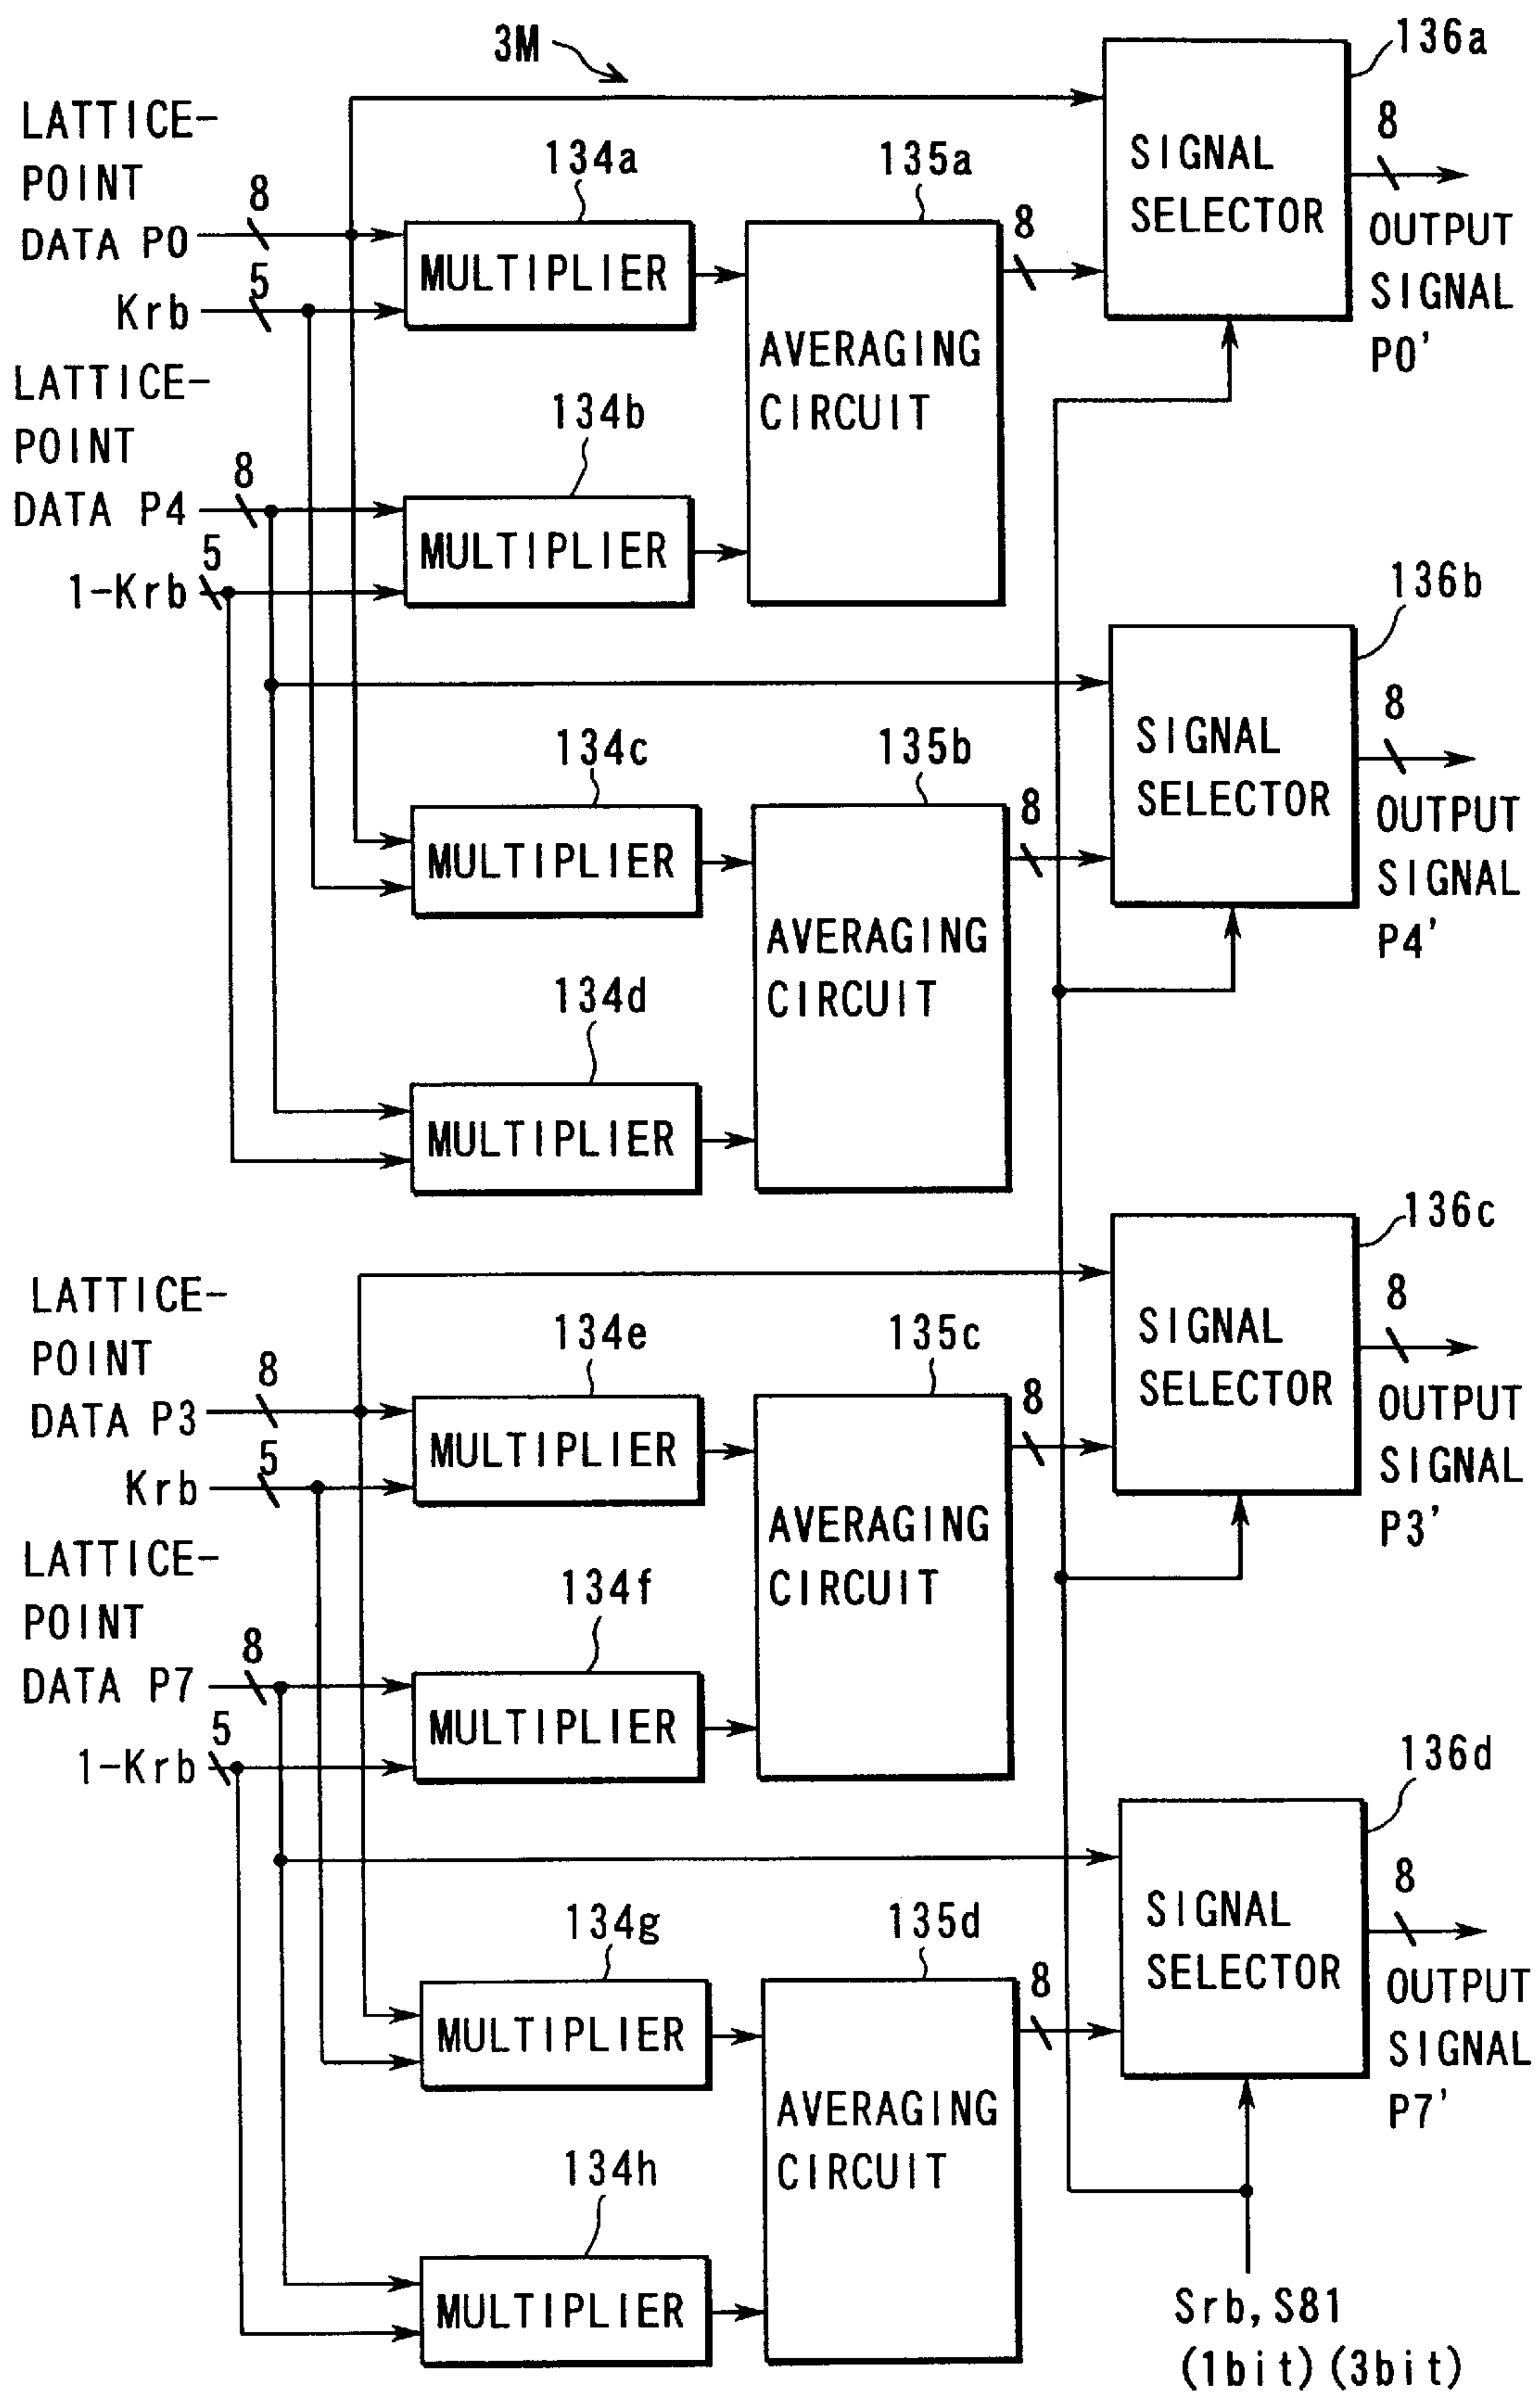 3M
136a
LATTICE-
POINT
DATA P0
8
134a
135a
SIGNAL
SELECTOR
8
OUTPUT
SIGNAL
P0'
Krb
5
MULTIPLIER
8
AVERAGING
CIRCUIT
LATTICE-
POINT
DATA P4
8
134b
MULTIPLIER
1-Krb
5
136b
134c
135b
SIGNAL
SELECTOR
8
OUTPUT
SIGNAL
P4'
MULTIPLIER
8
AVERAGING
CIRCUIT
134d
MULTIPLIER
136c
LATTICE-
POINT
DATA P3
8
134e
135c
SIGNAL
SELECTOR
8
OUTPUT
SIGNAL
P3'
Krb
5
MULTIPLIER
8
AVERAGING
CIRCUIT
LATTICE-
POINT
DATA P7
8
134f
MULTIPLIER
1-Krb
5
136d
134g
135d
SIGNAL
SELECTOR
8
OUTPUT
SIGNAL
P7'
MULTIPLIER
8
AVERAGING
CIRCUIT
134h
MULTIPLIER
Srb, S81
(1bit) (3bit)